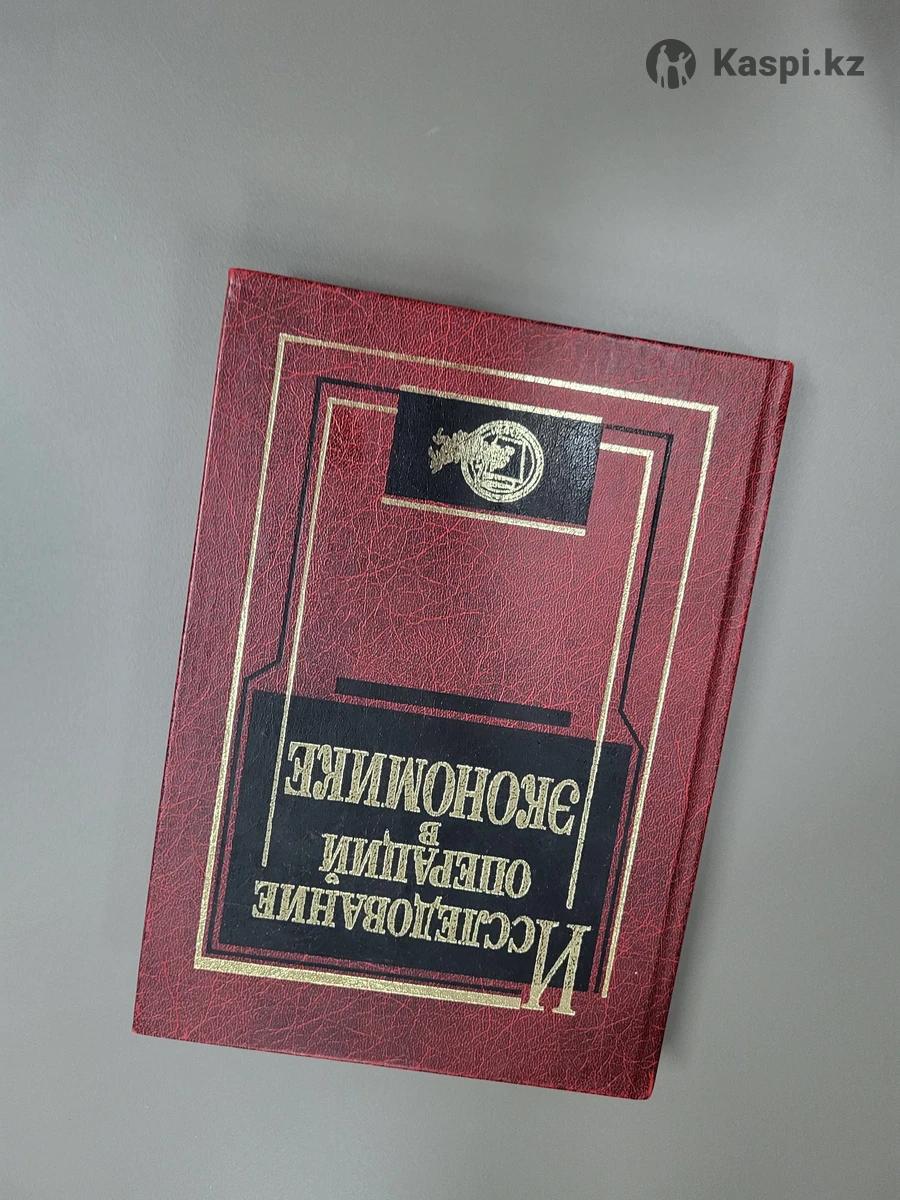 Kaspi.kz
Исследование
операций
в
экономике